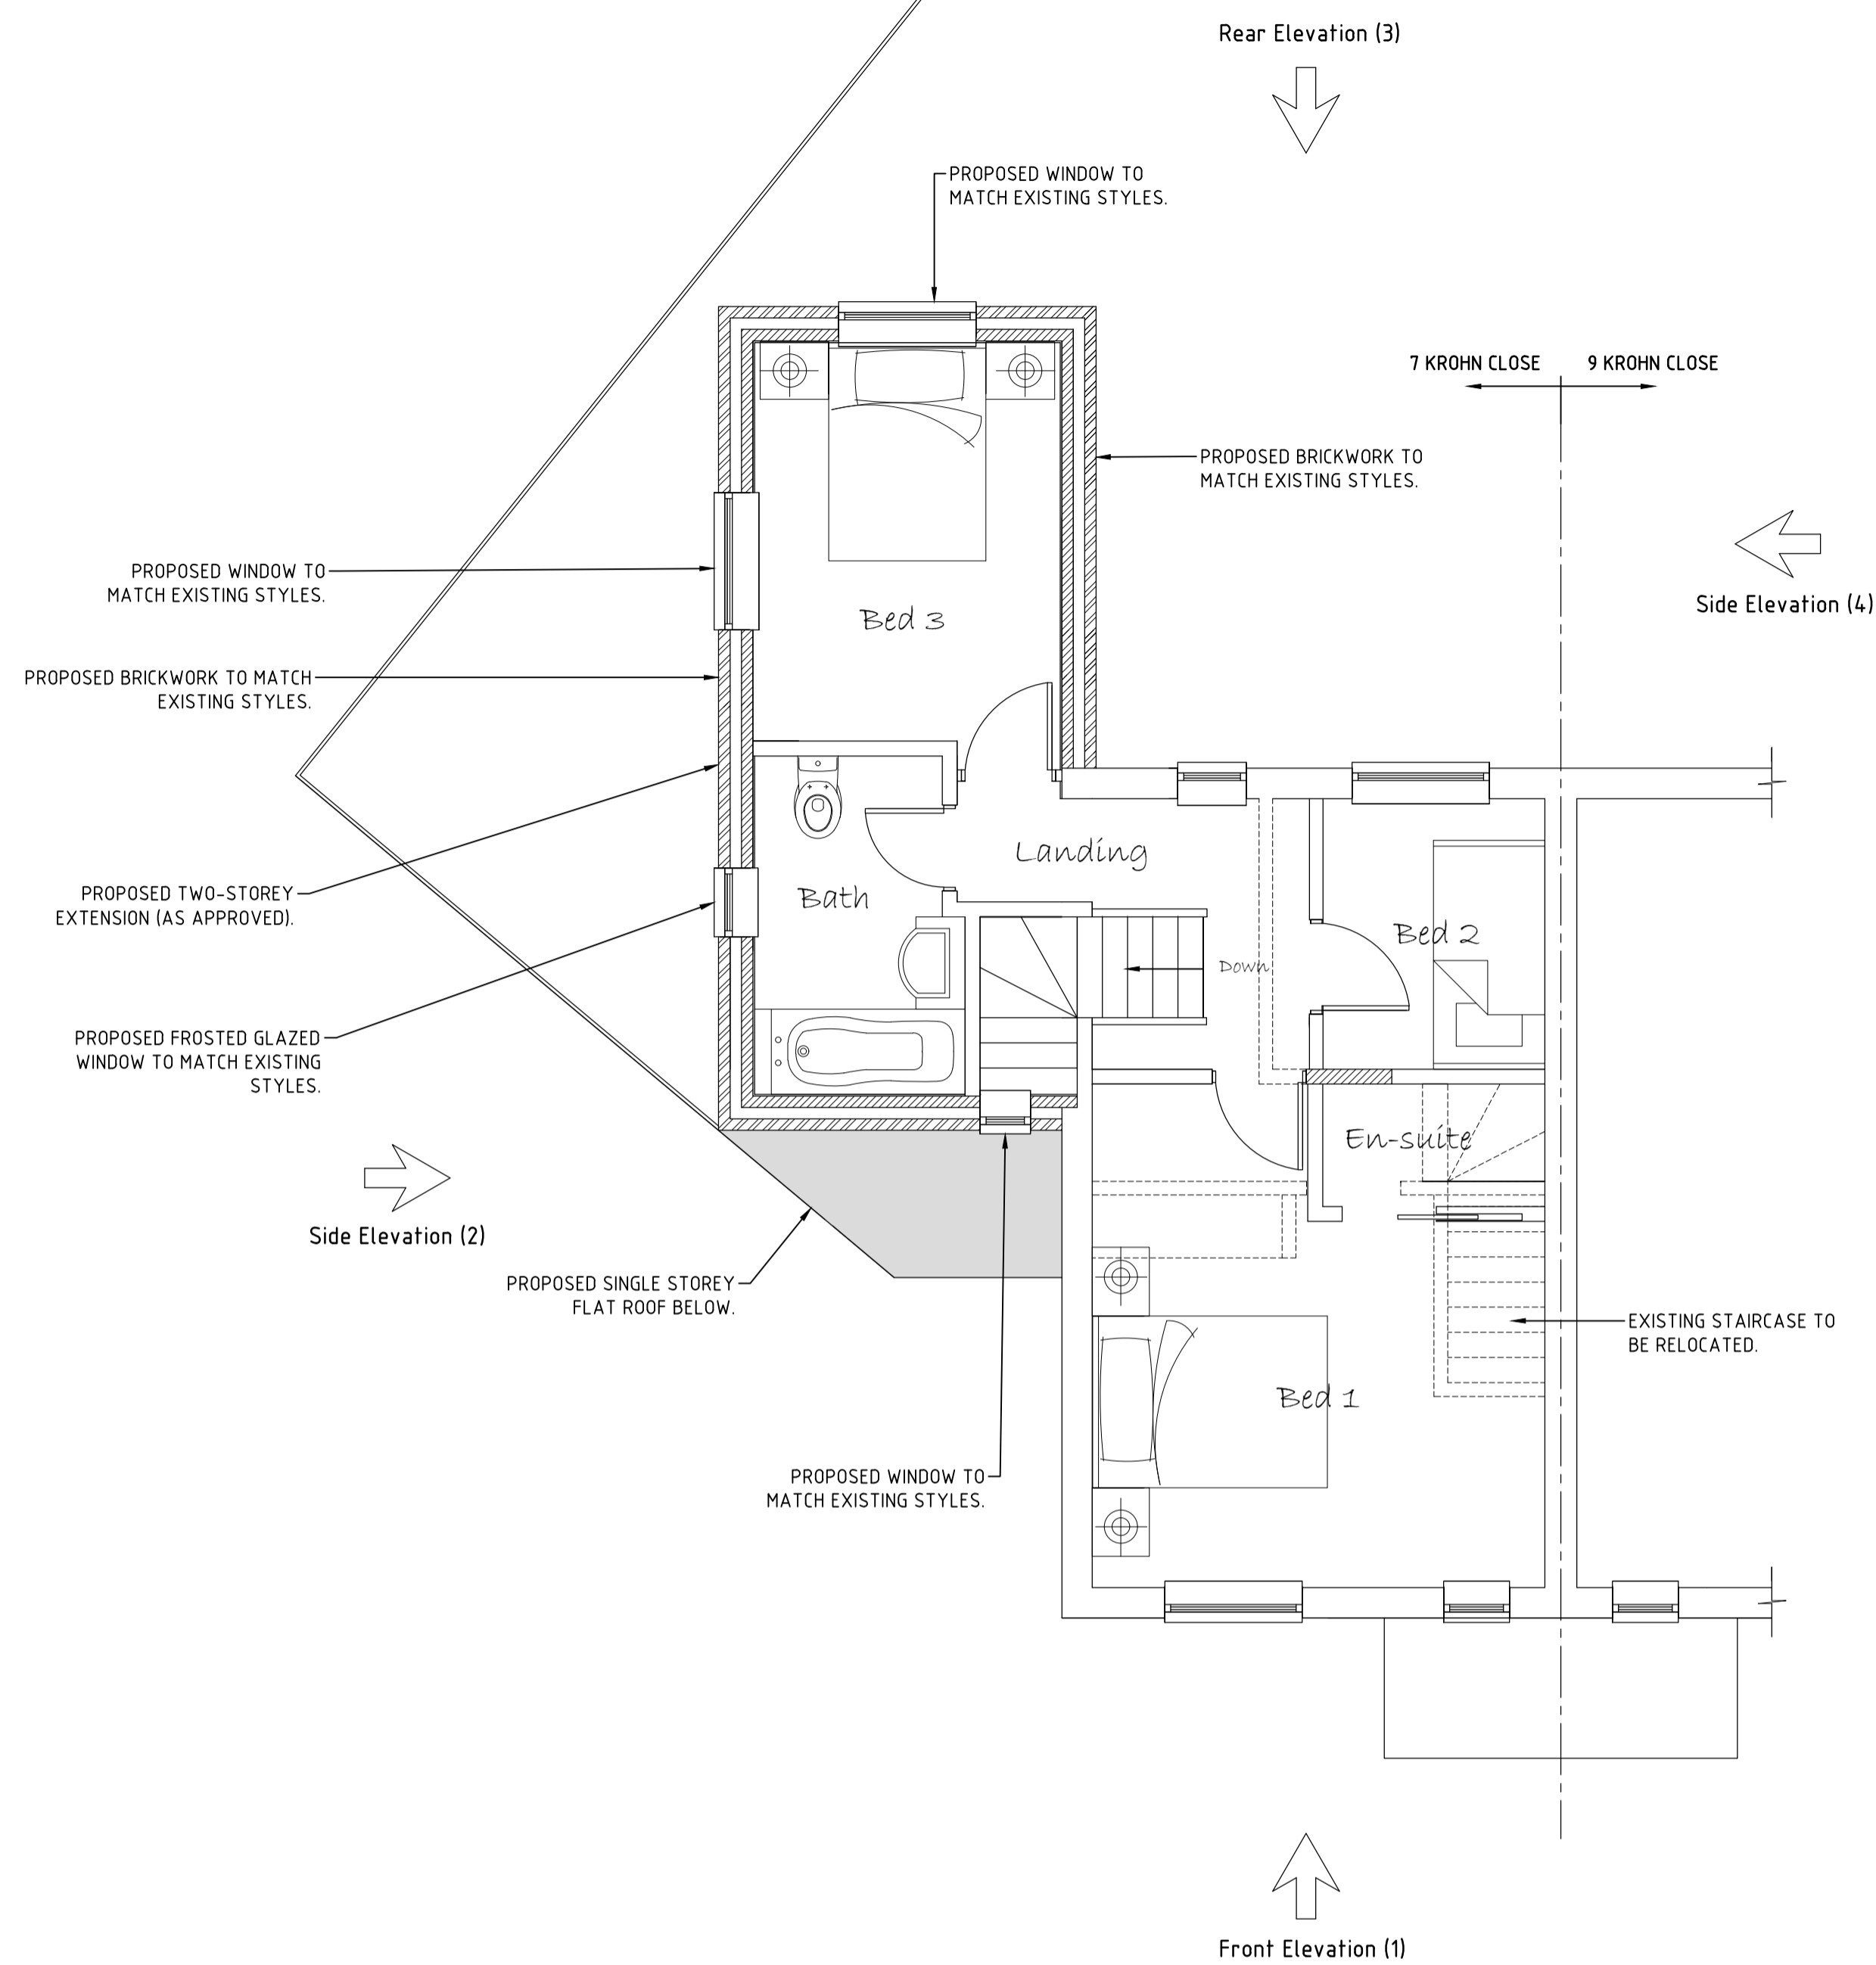 Rear Elevation (3)
PROPOSED WINDOW TO
MATCH EXISTING STYLES.
7 KROHN CLOSE
9 KROHN CLOSE
PROPOSED BRICKWORK TO
MATCH EXISTING STYLES.
PROPOSED WINDOW TO
MATCH EXISTING STYLES.
Side Elevation (4)
Bed 3
PROPOSED BRICKWORK TO MATCH
EXISTING STYLES.
Landing
PROPOSED TWO-STOREY
EXTENSION (AS APPROVED).
Bath
Bed 2
Down
PROPOSED FROSTED GLAZED
WINDOW TO MATCH EXISTING
STYLES.
En-suite
Side Elevation (2)
PROPOSED SINGLE STOREY
FLAT ROOF BELOW.
EXISTING STAIRCASE TO
BE RELOCATED.
Bed 1
PROPOSED WINDOW TO
MATCH EXISTING STYLES.
Front Elevation (1)